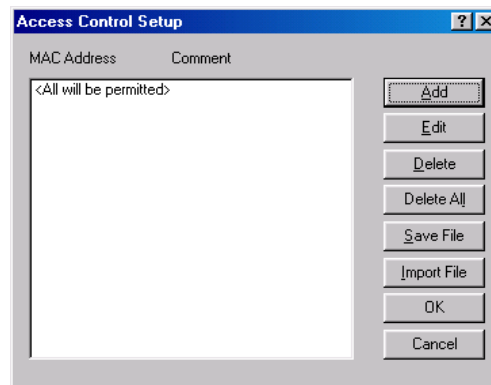 Access Control Setup
MAC Address Comment
<All will be permitted>
Add
Edit
Delete
Delete All
Save File
Import File
OK
Cancel